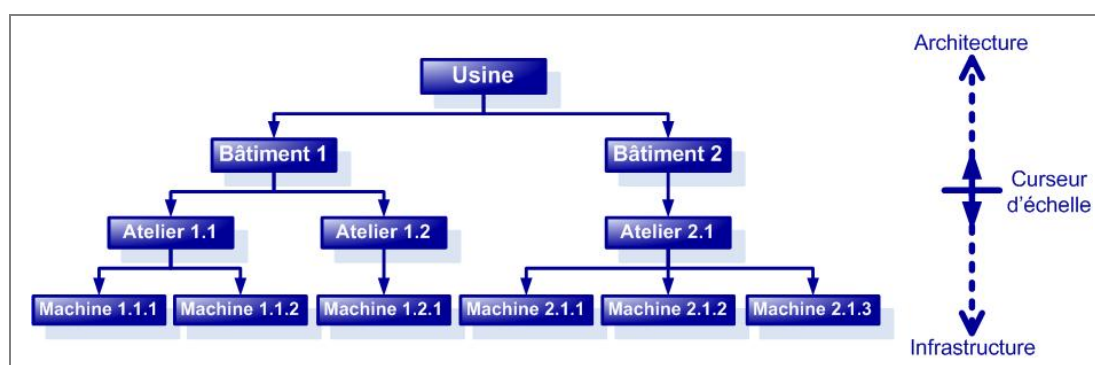 Usine
Bâtiment 1
Bâtiment 2
Atelier 1.1
Atelier 1.2
Atelier 2.1
Machine 1.1.1
Machine 1.1.2
Machine 1.2.1
Machine 2.1.1
Machine 2.1.2
Machine 2.1.3
Architecture
Curseur
d'échelle
Infrastructure